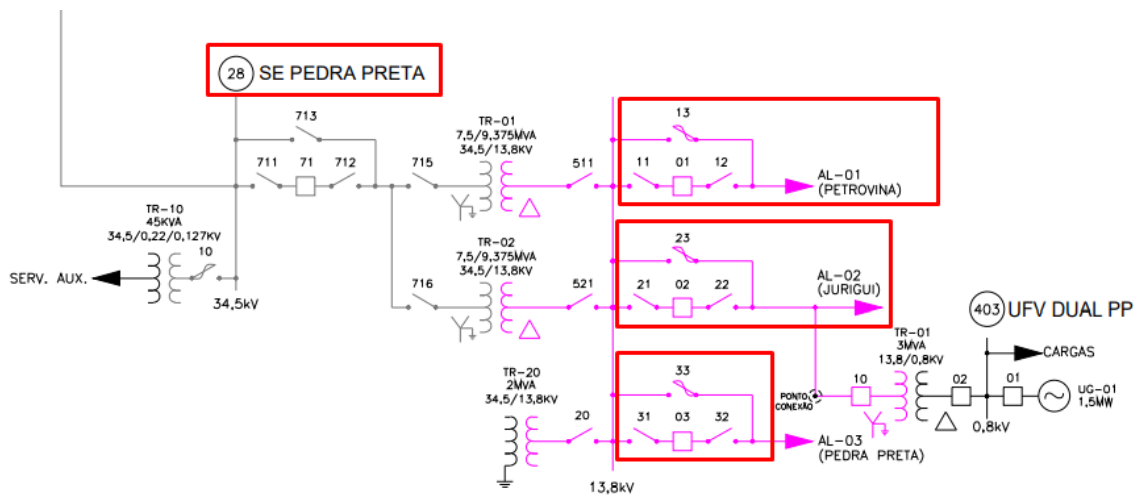 28 SE PEDRA PRETA
713
711 71 712
715
TR-01
7,5/9,375MVA
34,5/13,8KV
511
13
11 01 12
AL-01
(PETROVINA)
TR-10
45KVA
34,5/0,22/0,127KV
10
SERV. AUX.
34,5kV
716
TR-02
7,5/9,375MVA
34,5/13,8KV
521
23
21 02 22
AL-02
(JURIGUI)
403 UFV DUAL PP
TR-01
3MVA
13,8/0,8KV
CARGAS
PONTO
CONEXÃO
10
02
01
UG-01
1,5MW
0,8kV
TR-20
2MVA
34,5/13,8KV
20
33
31 03 32
AL-03
(PEDRA PRETA)
13,8kV